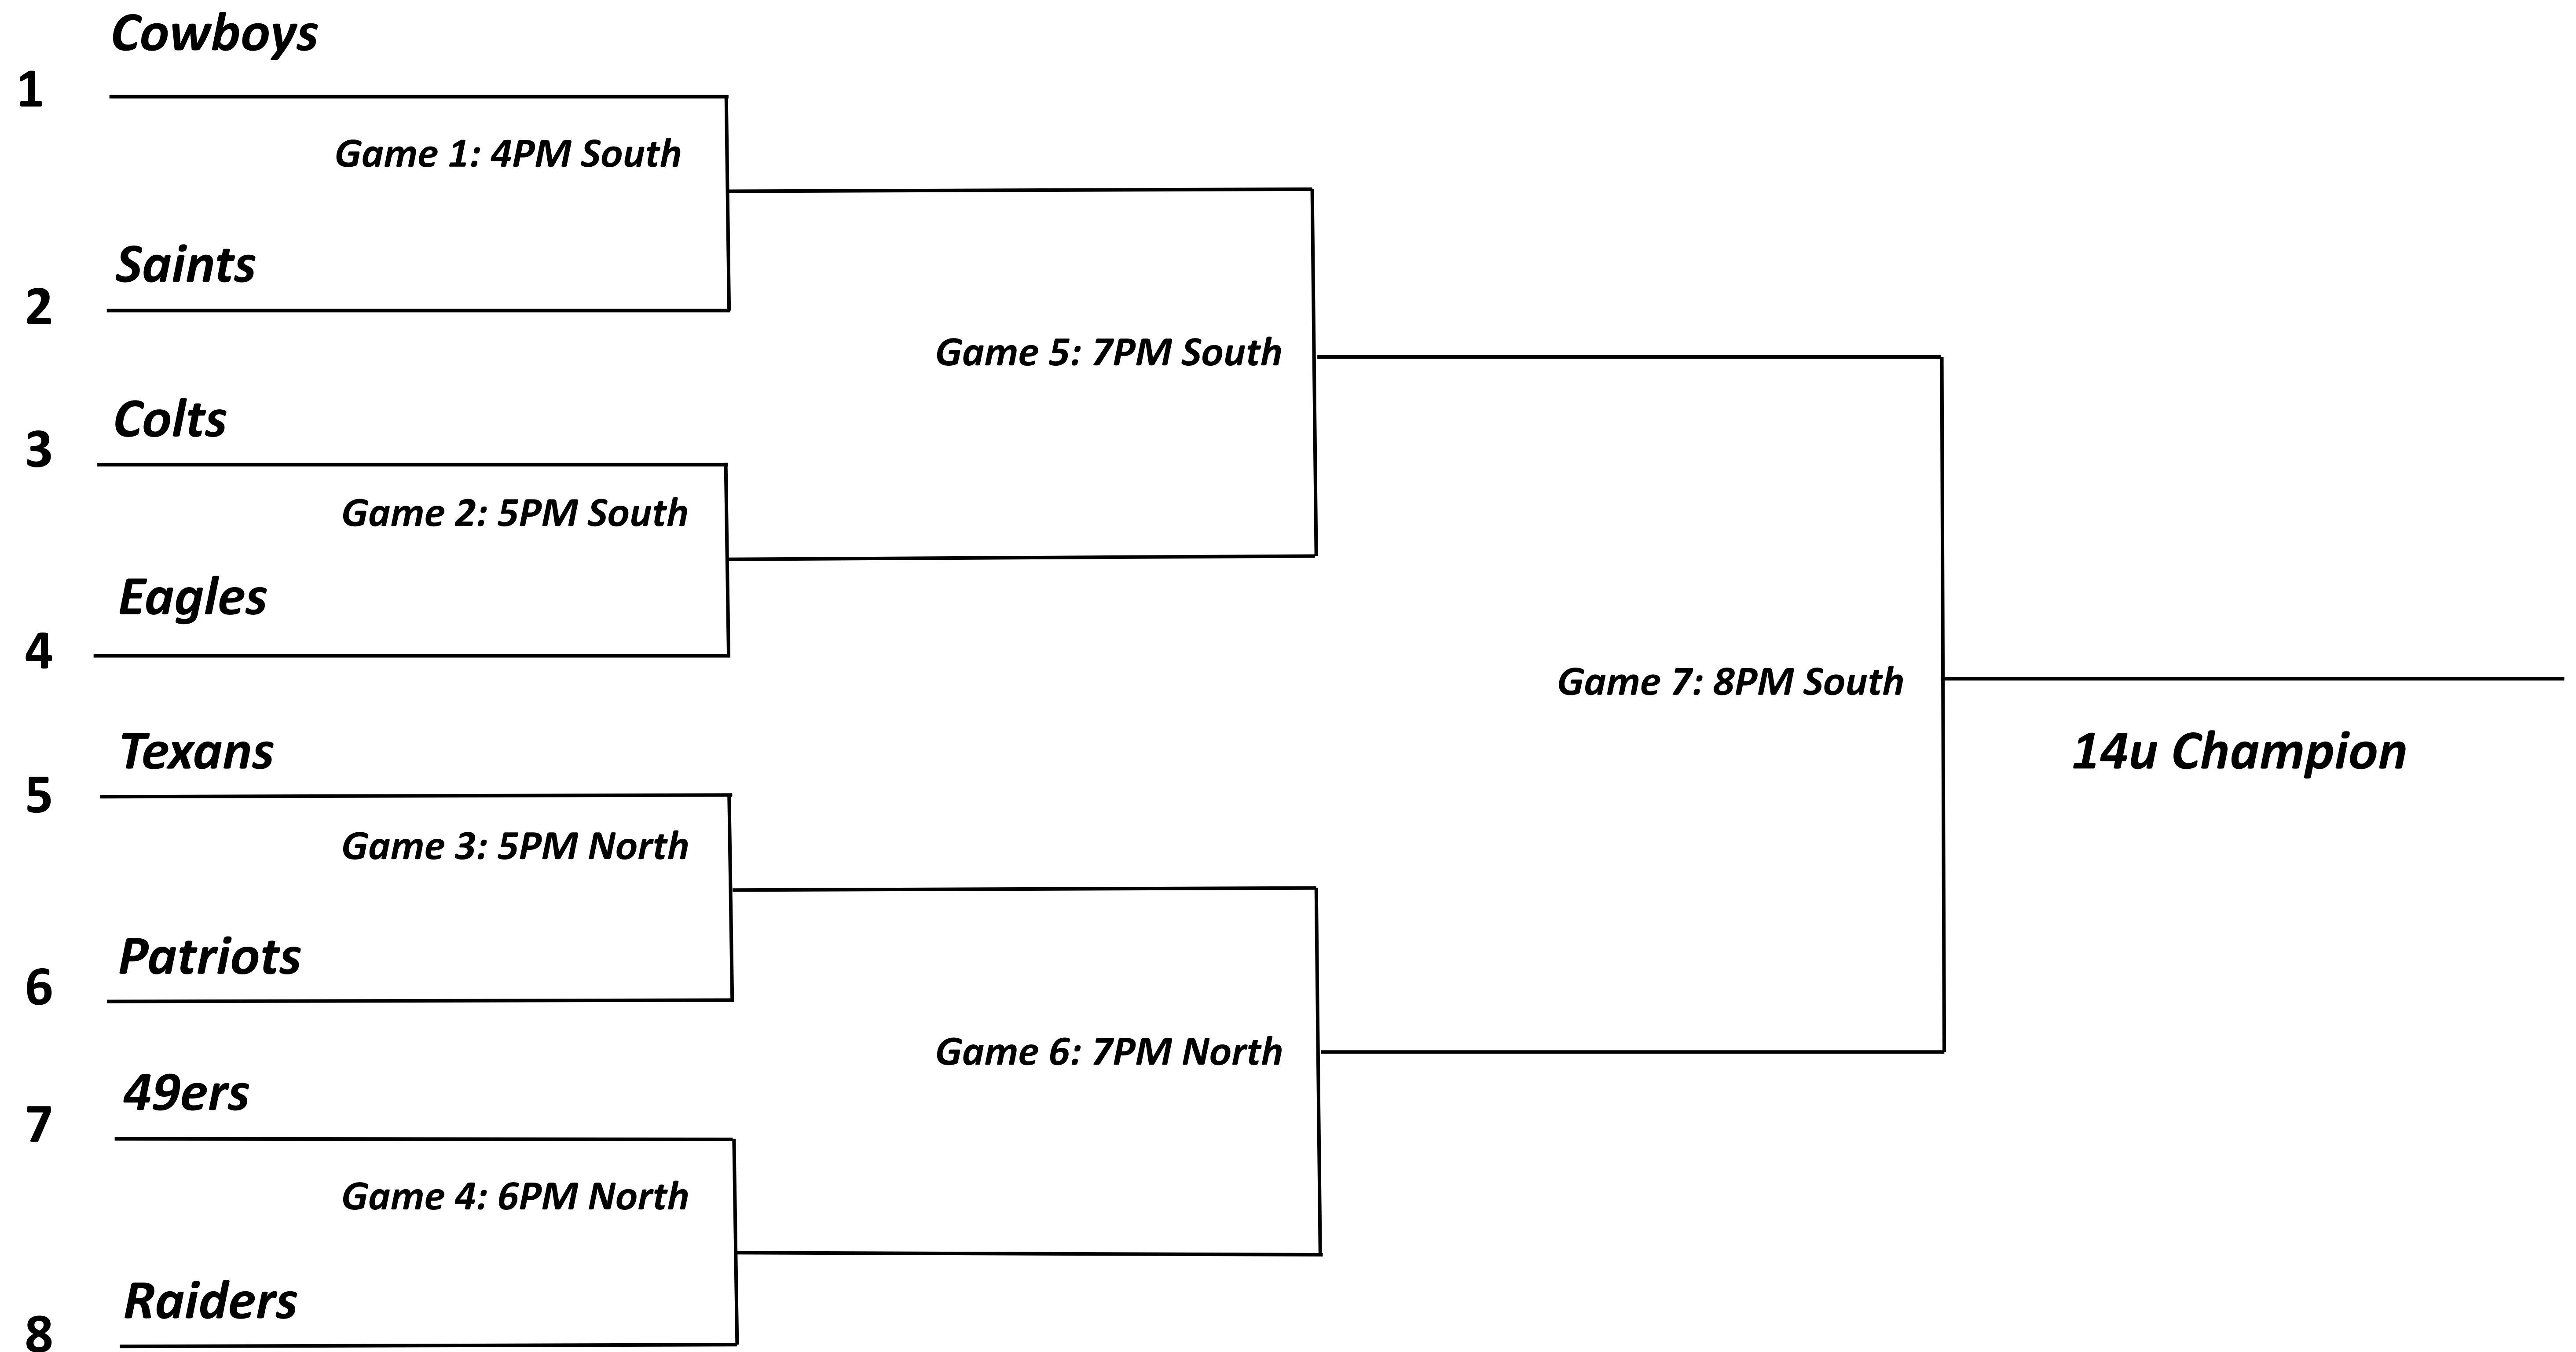 Cowboys
1
Game 1: 4PM South
Saints
2
Game 5: 7PM South
Colts
3
Game 2: 5PM South
Eagles
4
Game 7: 8PM South
14u Champion
Texans
5
Game 3: 5PM North
Patriots
6
Game 6: 7PM North
49ers
7
Game 4: 6PM North
Raiders
8